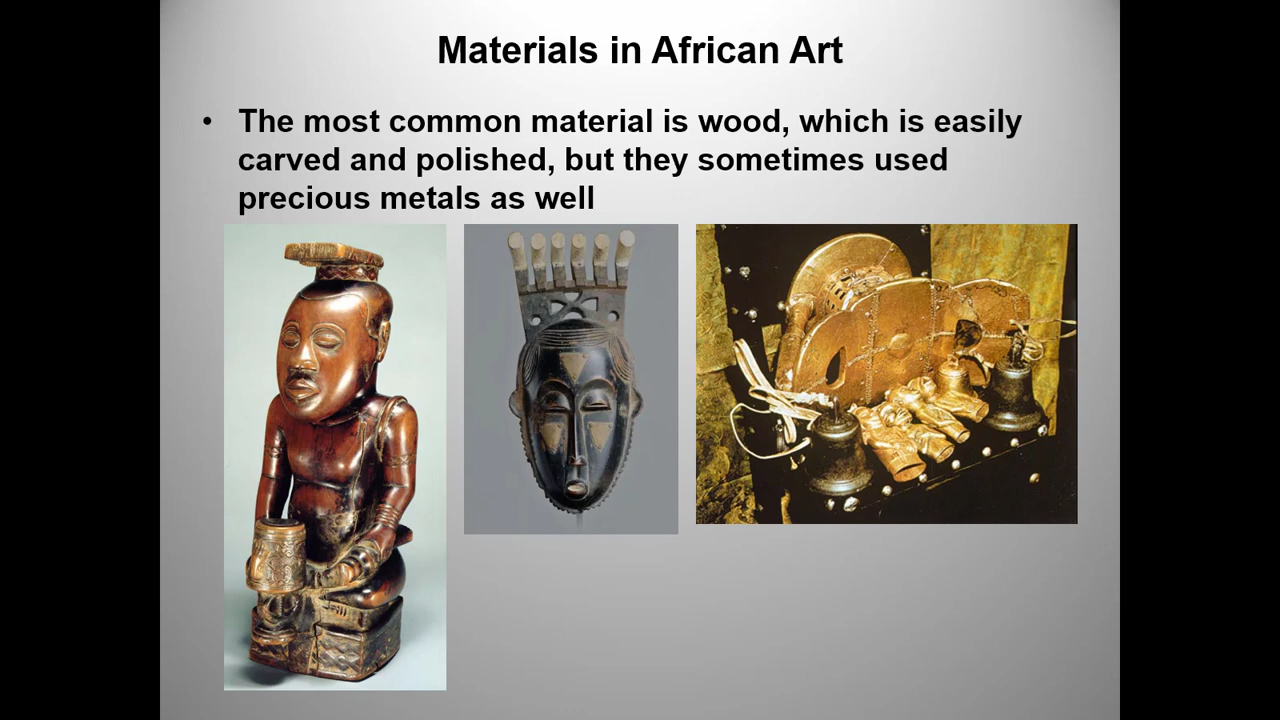 Materials in African Art
• The most common material is wood, which is easily
carved and polished, but they sometimes used
precious metals as well